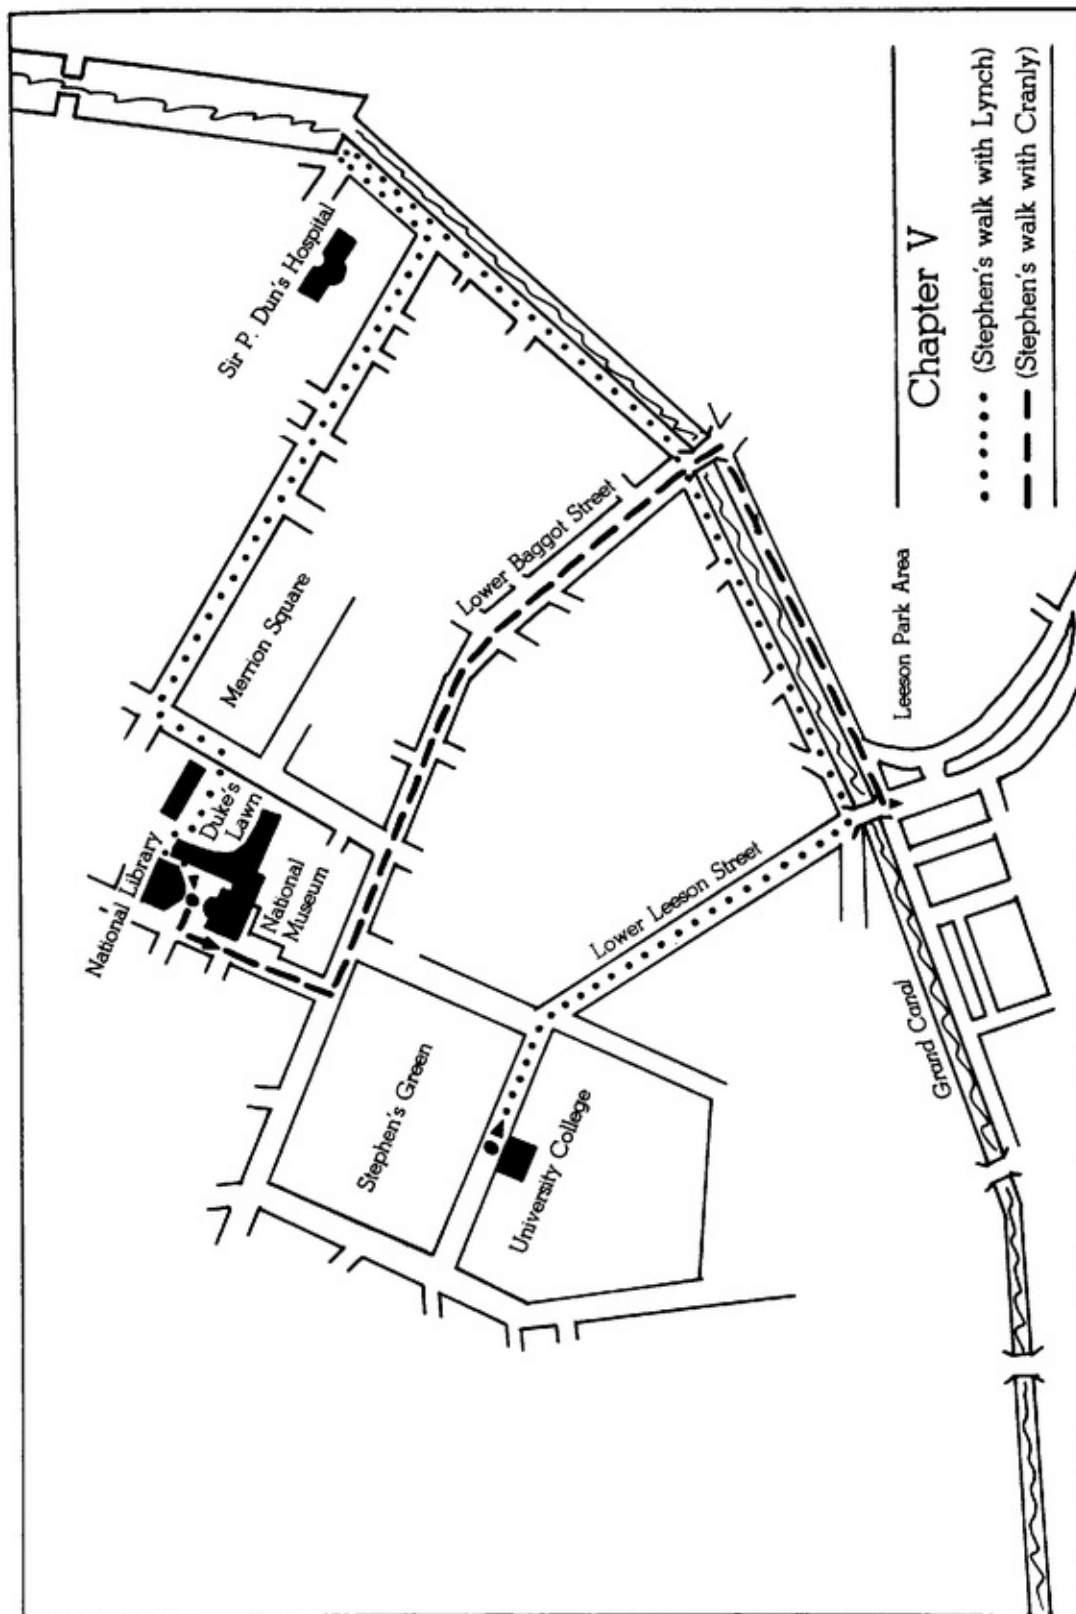 Chapter V
(Stephen's walk with Lynch)
(Stephen's walk with Cranly)
Sir P. Dun's Hospital
Merrion Square
Lower Baggot Street
Leeson Park Area
Duke's
Lawn
National Library
National
Museum
Lower Leeson Street
Grand Canal
Stephen's Green
University College